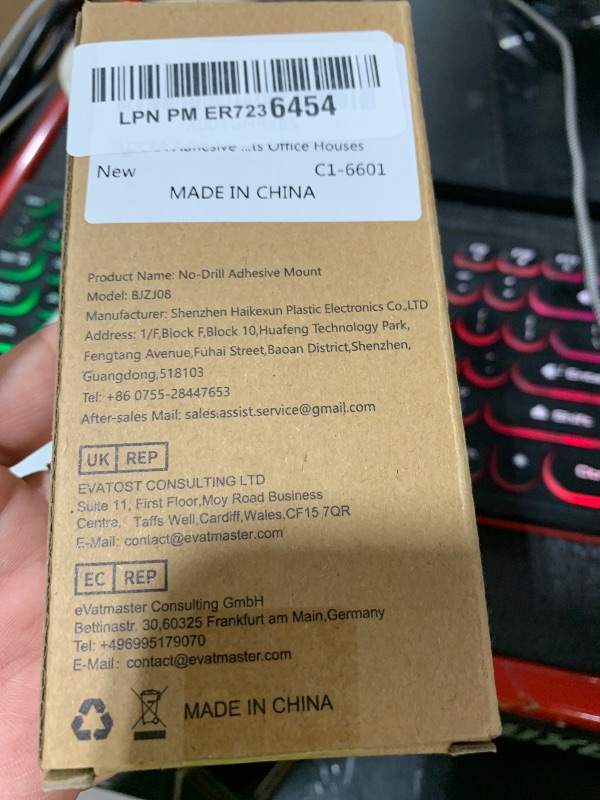 LPN PM ER7236454
Adhesive ...ts Office Houses
New
C1-6601
MADE IN CHINA
Product Name: No-Drill Adhesive Mount
Model: BJZJ08
Manufacturer: Shenzhen Haikexun Plastic Electronics Co.,LTD
Address: 1/F,Block F,Block 10,Huafeng Technology Park,
Fengtang Avenue,Fuhai Street,Baoan District,Shenzhen,
Guangdong,518103
Tel: +86 0755-28447653
After-sales Mail: sales.assist.service@gmail.com
UK REP
EVATOST CONSULTING LTD
Suite 11, First Floor,Moy Road Business
Centra, Taffs Well,Cardiff,Wales,CF15 7QR
E-Mail: contact@evatmaster.com
EC REP
eVatmaster Consulting GmbH
Bettinastr. 30,60325 Frankfurt am Main,Germany
Tel: +496995179070
E-Mail: contact@evatmaster.com
MADE IN CHINA
Shift